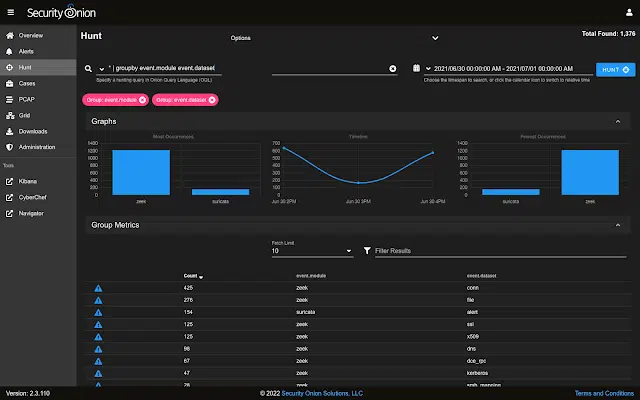 Security Onion
Overview
Alerts
Hunt
Cases
PCAP
Grid
Downloads
Administration
Tools
Kibana
CyberChef
Navigator
Hunt
Options
Total Found: 1,376
* | groupby event.module event.dataset
Specify a hunting query in Onion Query Language (OQL)
2021/06/30 00:00:00 AM - 2021/07/01 00:00:00 AM
Choose the timespan to search, or click the calendar icon to switch to relative time
HUNT
Group: event.module
Group: event.dataset
Graphs
Most Occurrences
1400
1200
1000
800
600
400
200
0
zeek
suricata
Timeline
700
600
500
400
300
200
100
0
Jun 30 2PM
Jun 30 3PM
Jun 30 4PM
Fewest Occurrences
1400
1200
1000
800
600
400
200
0
suricata
zeek
Group Metrics
Fetch Limit
10
Filter Results
Count event.module event.dataset
425 zeek conn
276 zeek file
154 suricata alert
125 zeek ssl
125 zeek x509
98 zeek dns
67 zeek dce_rpc
47 zeek kerberos
zeek smb_mapping
Version: 2.3.110
© 2022 Security Onion Solutions, LLC
Terms and Conditions